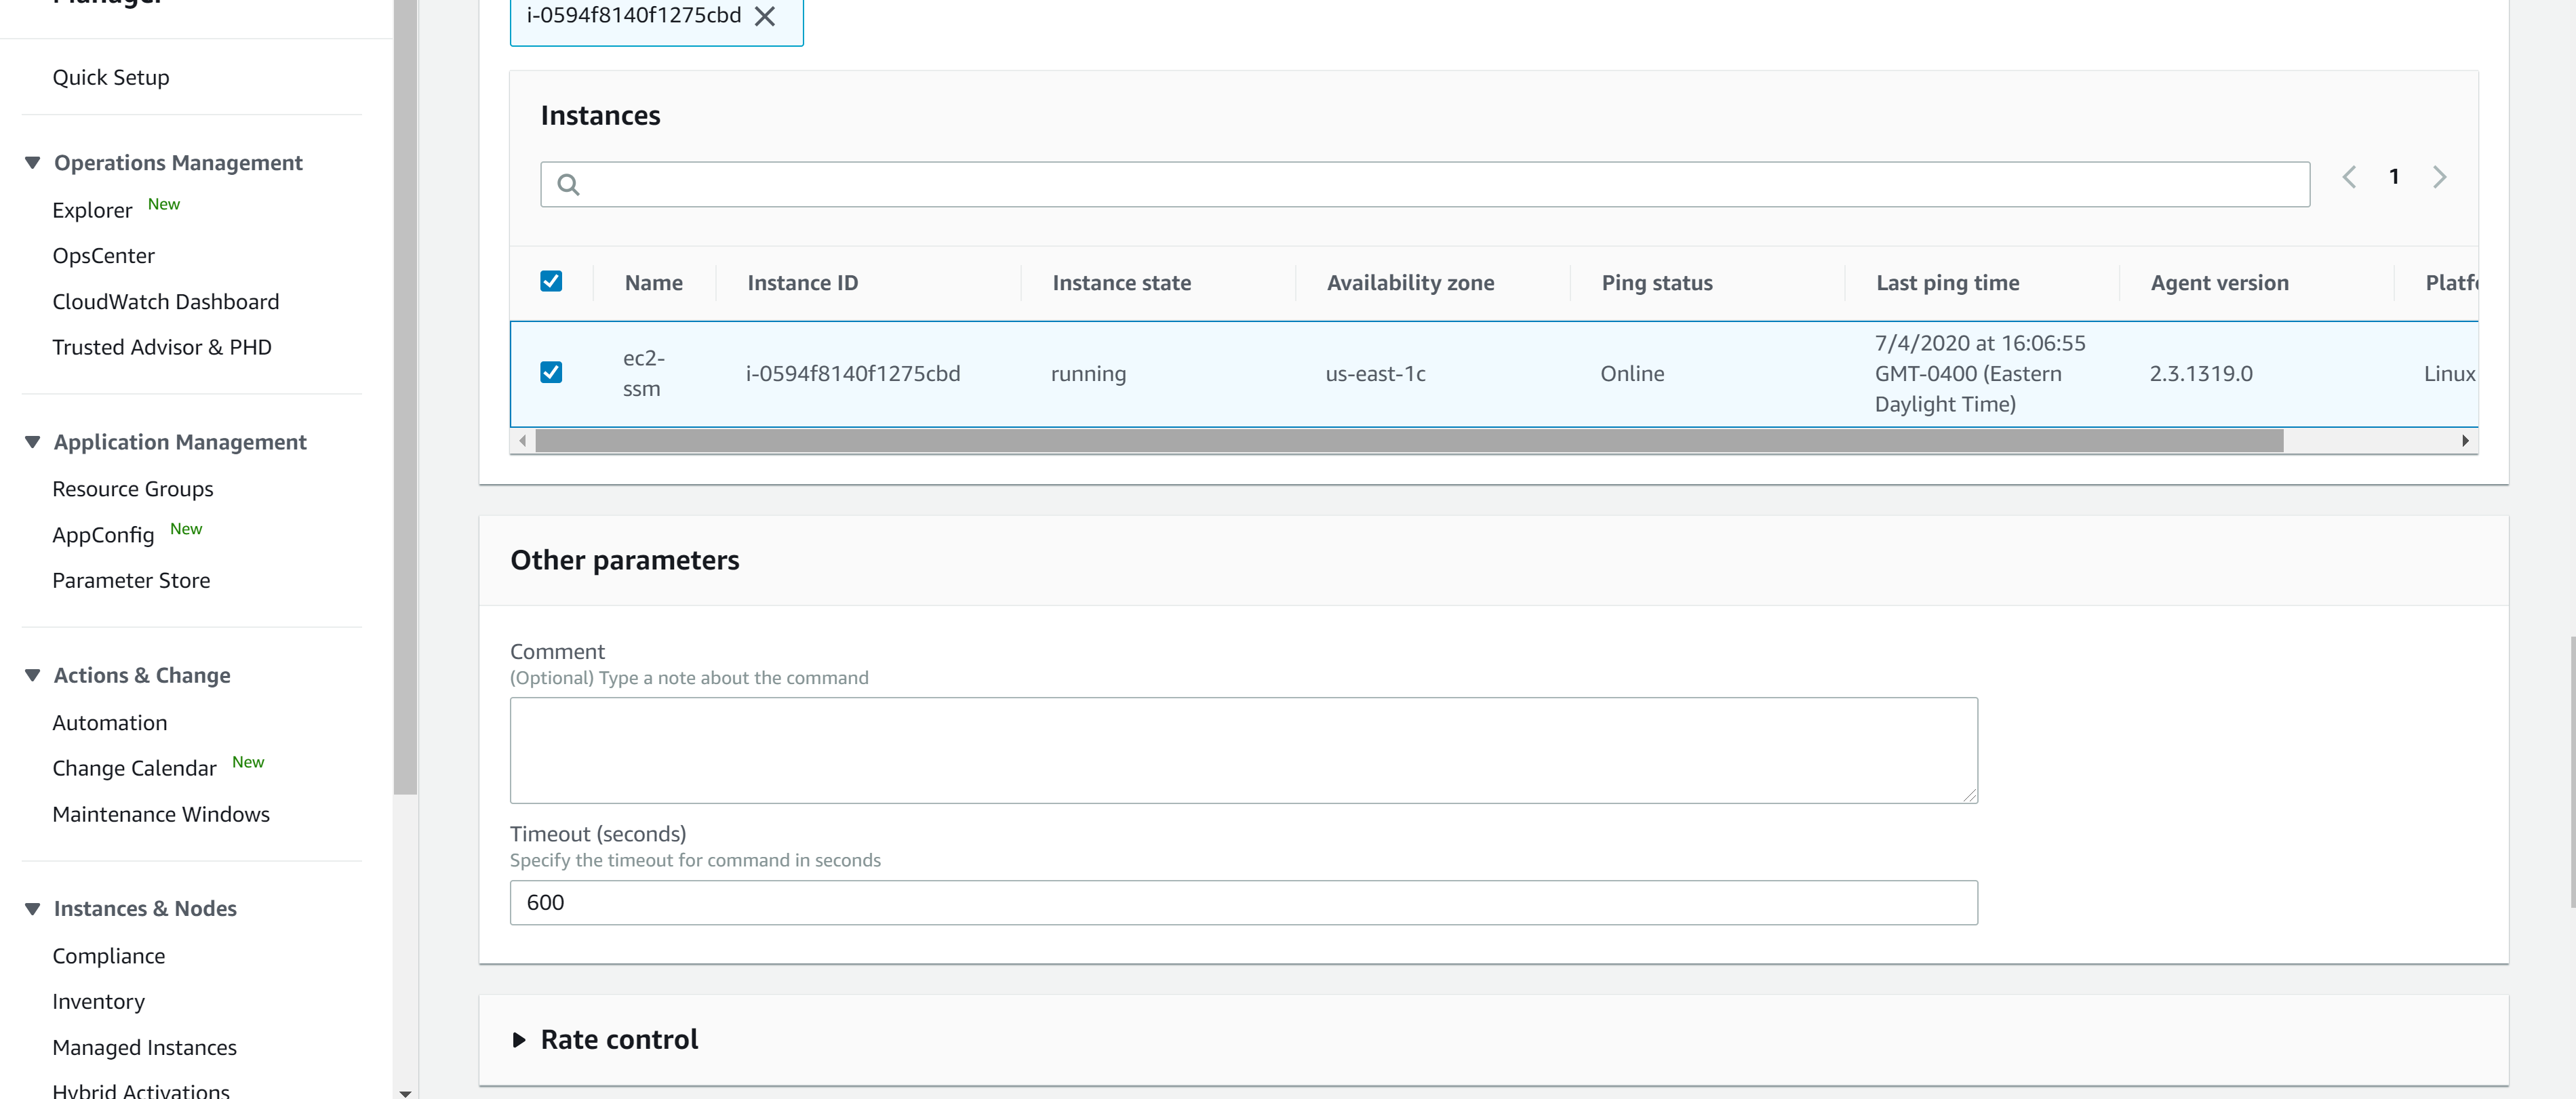 Quick Setup
Operations Management
Explorer New
OpsCenter
CloudWatch Dashboard
Trusted Advisor & PHD
Application Management
Resource Groups
AppConfig New
Parameter Store
Actions & Change
Automation
Change Calendar New
Maintenance Windows
Instances & Nodes
Compliance
Inventory
Managed Instances
Hybrid Activations
i-0594f8140f1275cbd
Instances
1
Name Instance ID Instance state Availability zone Ping status Last ping time Agent version
ec2-
ssm
i-0594f8140f1275cbd running us-east-1c Online
7/4/2020 at 16:06:55
GMT-0400 (Eastern
Daylight Time)
2.3.1319.0 Linux
Other parameters
Comment
(Optional) Type a note about the command
Timeout (seconds)
Specify the timeout for command in seconds
600
Rate control